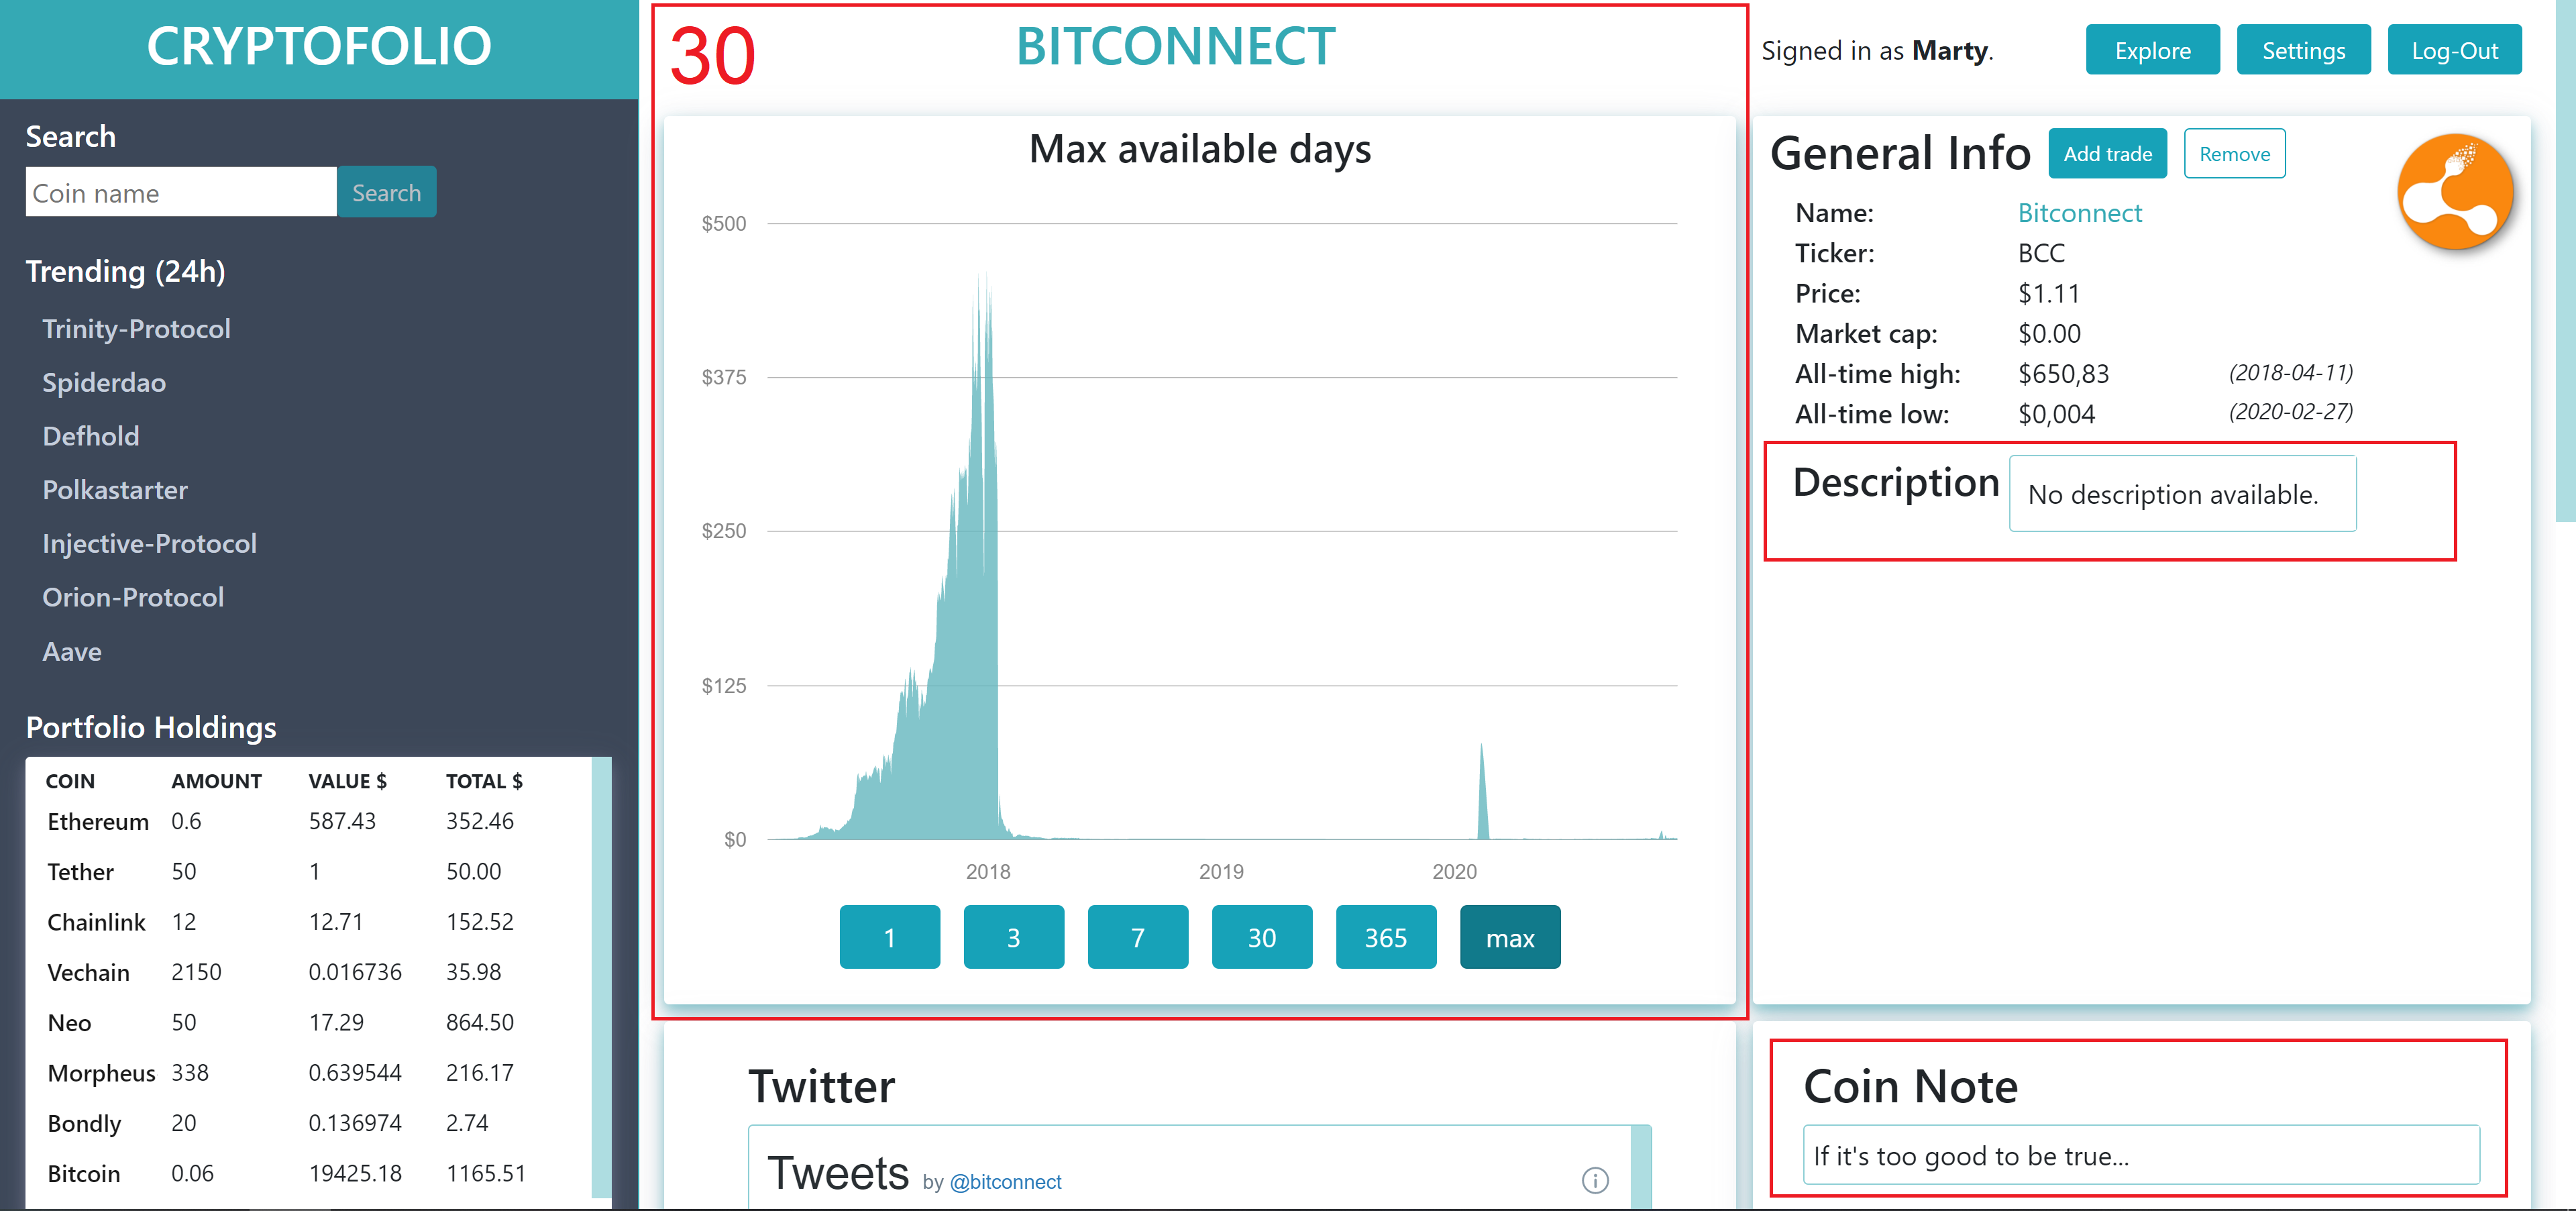 CRYPTOFOLIO
Search
Coin name
Search
Trending (24h)
Trinity-Protocol
Spiderdao
Defhold
Polkastarter
Injective-Protocol
Orion-Protocol
Aave
Portfolio Holdings
COIN AMOUNT VALUE $ TOTAL $
Ethereum 0.6 587.43 352.46
Tether 50 1 50.00
Chainlink 12 12.71 152.52
Vechain 2150 0.016736 35.98
Neo 50 17.29 864.50
Morpheus 338 0.639544 216.17
Bondly 20 0.136974 2.74
Bitcoin 0.06 19425.18 1165.51
30
BITCONNECT
Max available days
$500
$375
$250
$125
$0
2018 2019 2020
1 3 7 30 365 max
Twitter
Tweets by @bitconnect
Signed in as Marty.
Explore Settings Log-Out
General Info Add trade Remove
Name: Bitconnect
Ticker: BCC
Price: $1.11
Market cap: $0.00
All-time high: $650,83 (2018-04-11)
All-time low: $0,004 (2020-02-27)
Description No description available.
Coin Note
If it's too good to be true...